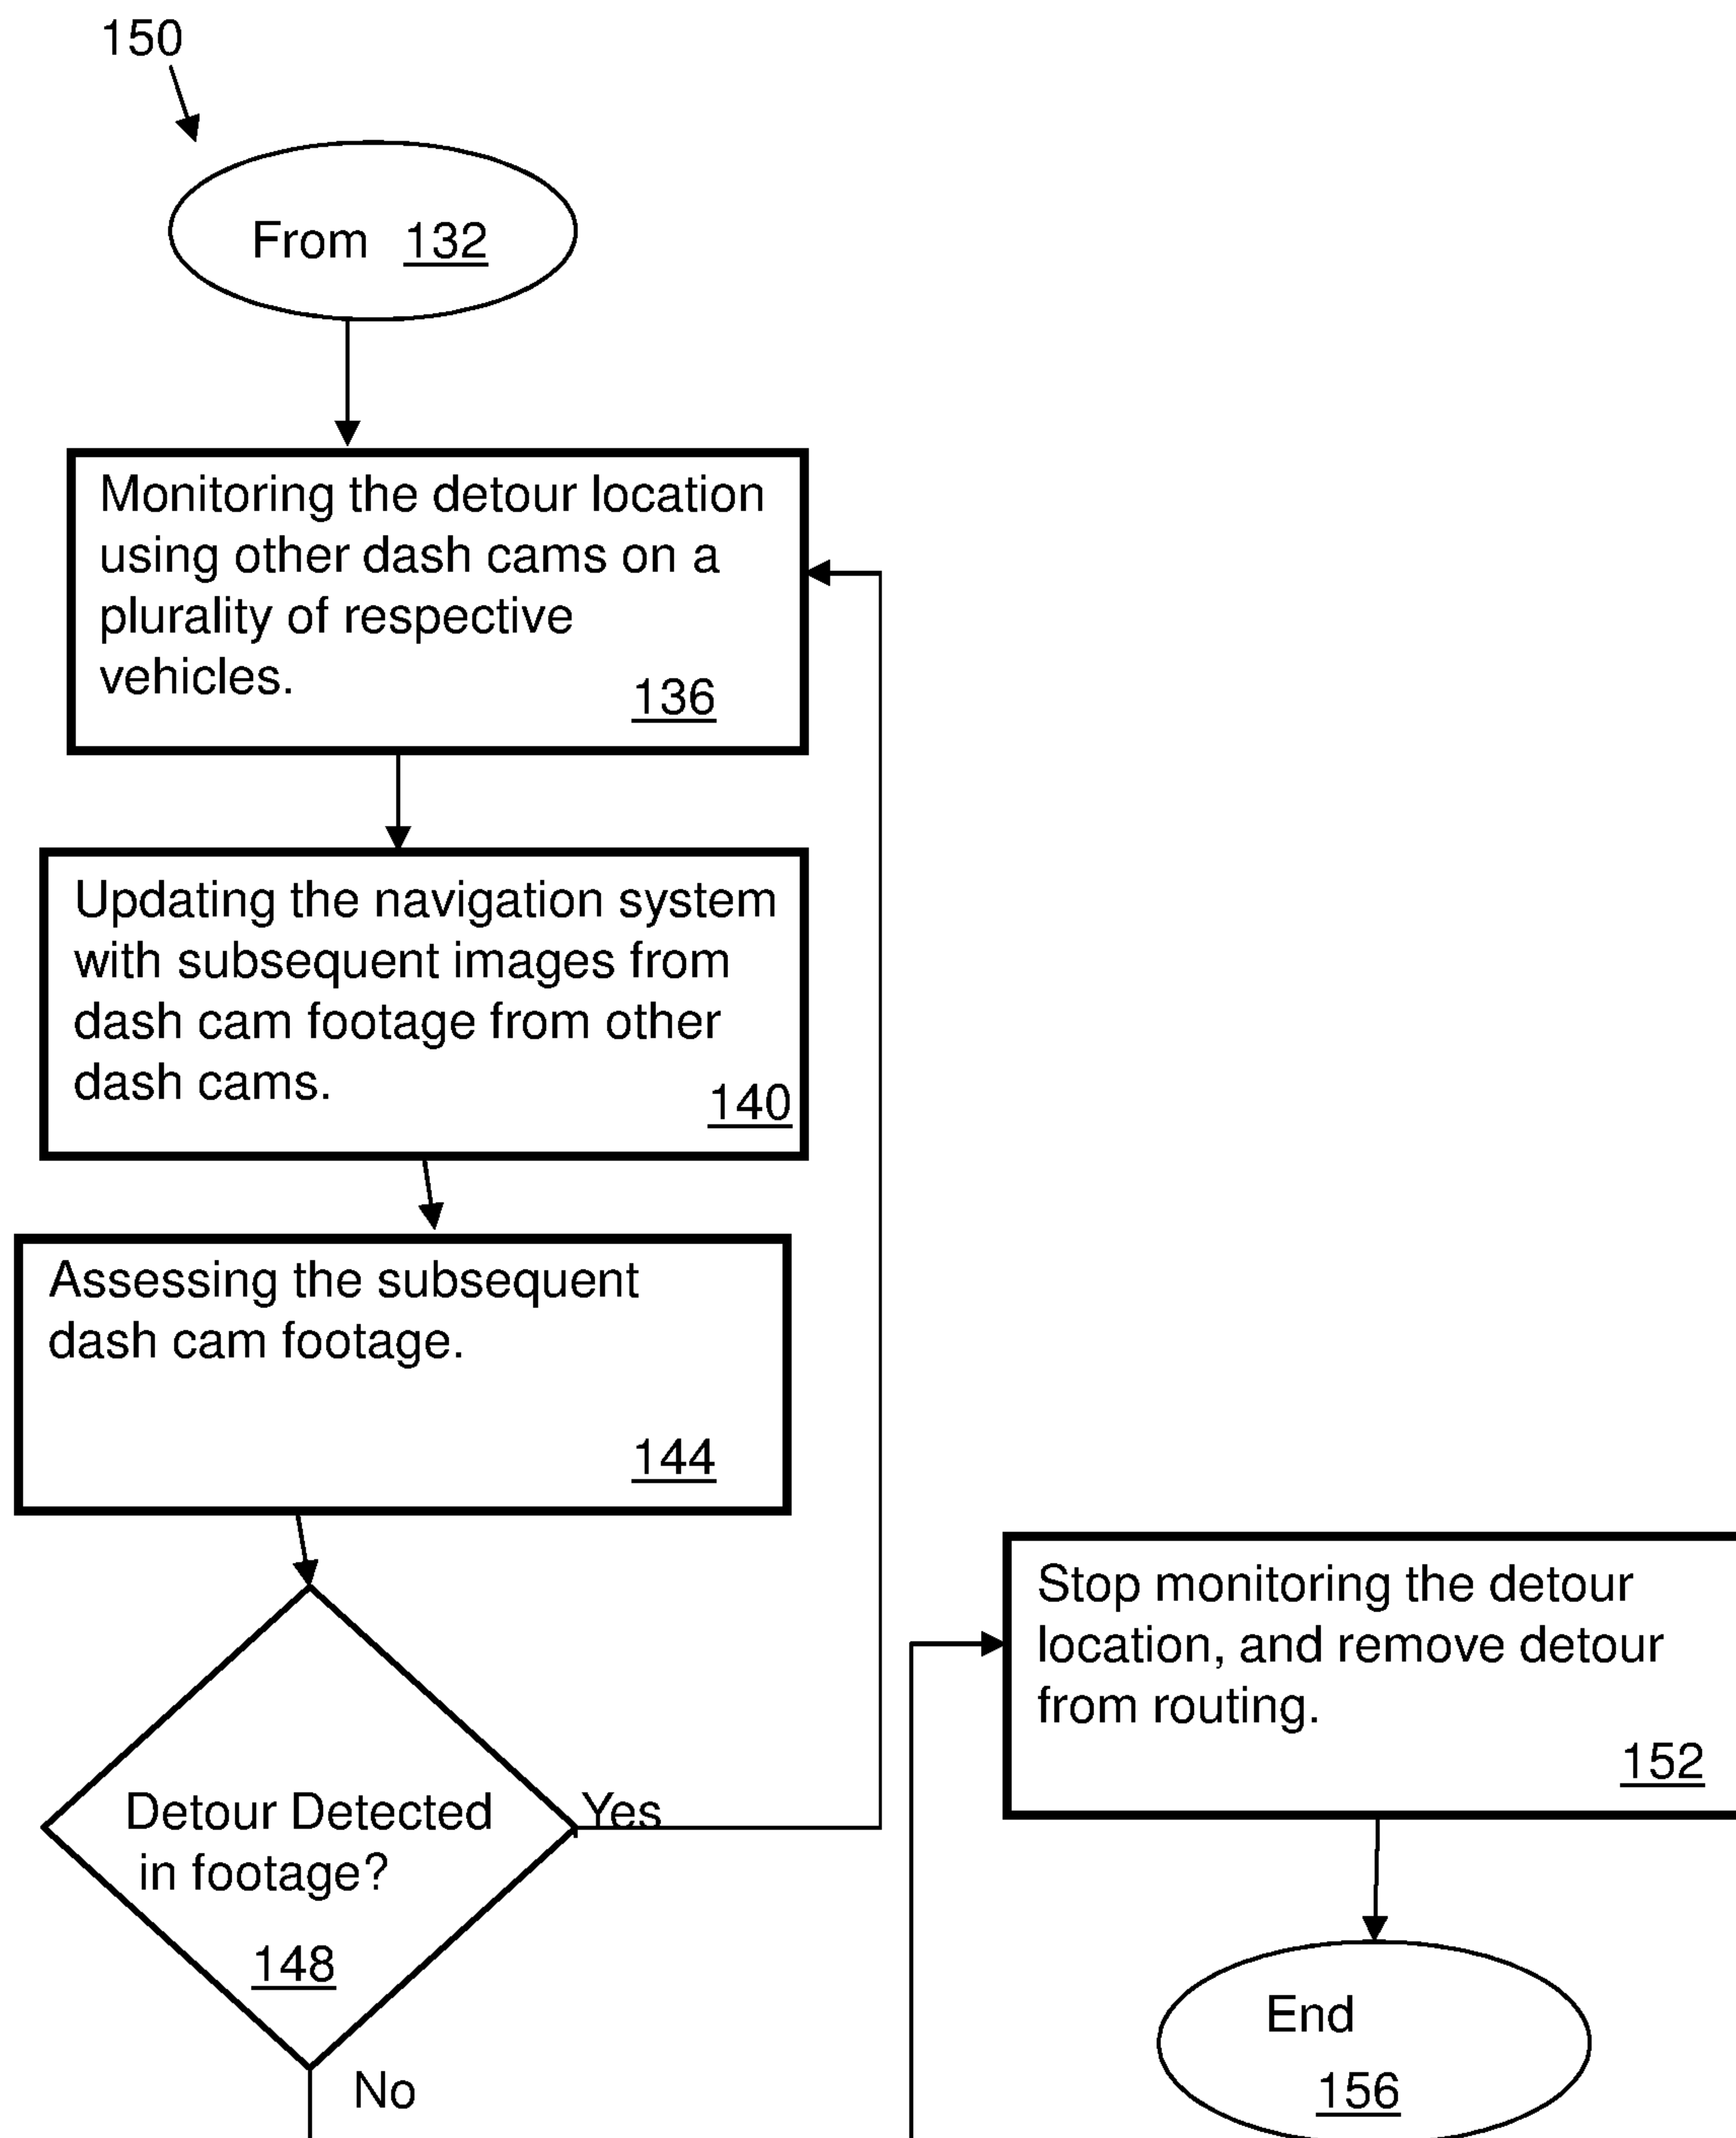 150
From 132
Monitoring the detour location
using other dash cams on a
plurality of respective
vehicles.
136
Updating the navigation system
with subsequent images from
dash cam footage from other
dash cams.
140
Assessing the subsequent
dash cam footage.
144
Detour Detected
in footage?
148
Yes
No
Stop monitoring the detour
location, and remove detour
from routing.
152
End
156